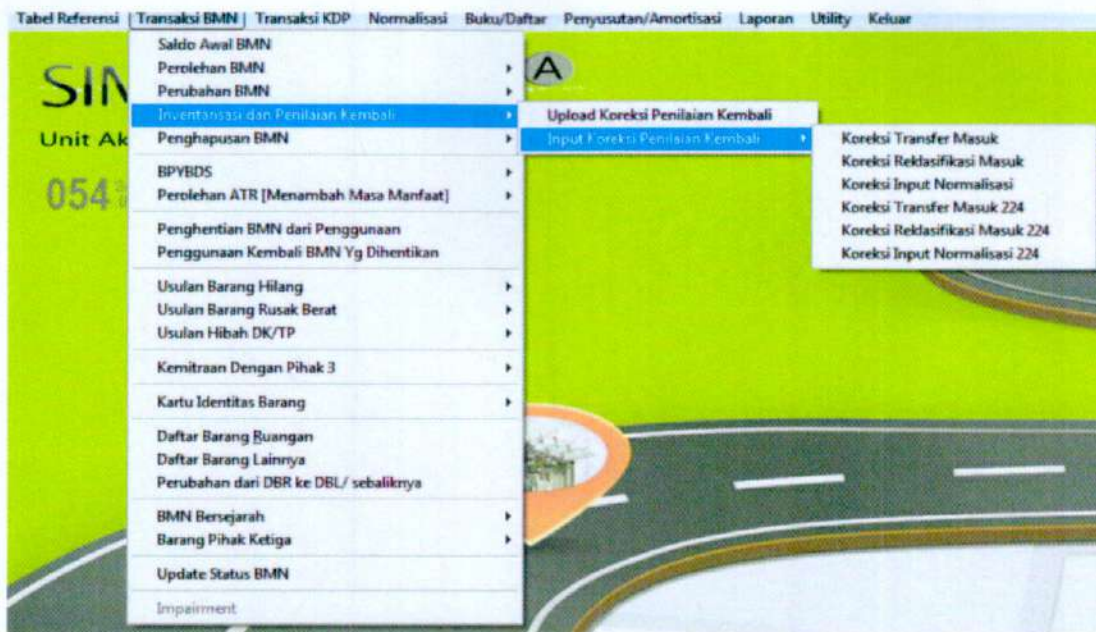 Tabel Referensi Transaksi BMN Transaksi KDP Normalisasi Buku/Daftar Penyusutan/Amortisasi Laporan Utility Keluar
SIM
A
Unit Ak
054
Saldo Awal BMN
Perolehan BMN
Perubahan BMN
Inventarisasi dan Penilaian Kembali
Penghapusan BMN
BPYBDS
Perolehan ATR [Menambah Masa Manfaat]
Penghentian BMN dari Penggunaan
Penggunaan Kembali BMN Yg Dihentikan
Usulan Barang Hilang
Usulan Barang Rusak Berat
Usulan Hibah DK/TP
Kemitraan Dengan Pihak 3
Kartu Identitas Barang
Daftar Barang Ruangan
Daftar Barang Lainnya
Perubahan dari DBR ke DBL/ sebaliknya
BMN Bersejarah
Barang Pihak Ketiga
Update Status BMN
Impairment
Upload Koreksi Penilaian Kembali
Input Koreksi Penilaian Kembali
Koreksi Transfer Masuk
Koreksi Reklasifikasi Masuk
Koreksi Input Normalisasi
Koreksi Transfer Masuk 224
Koreksi Reklasifikasi Masuk 224
Koreksi Input Normalisasi 224